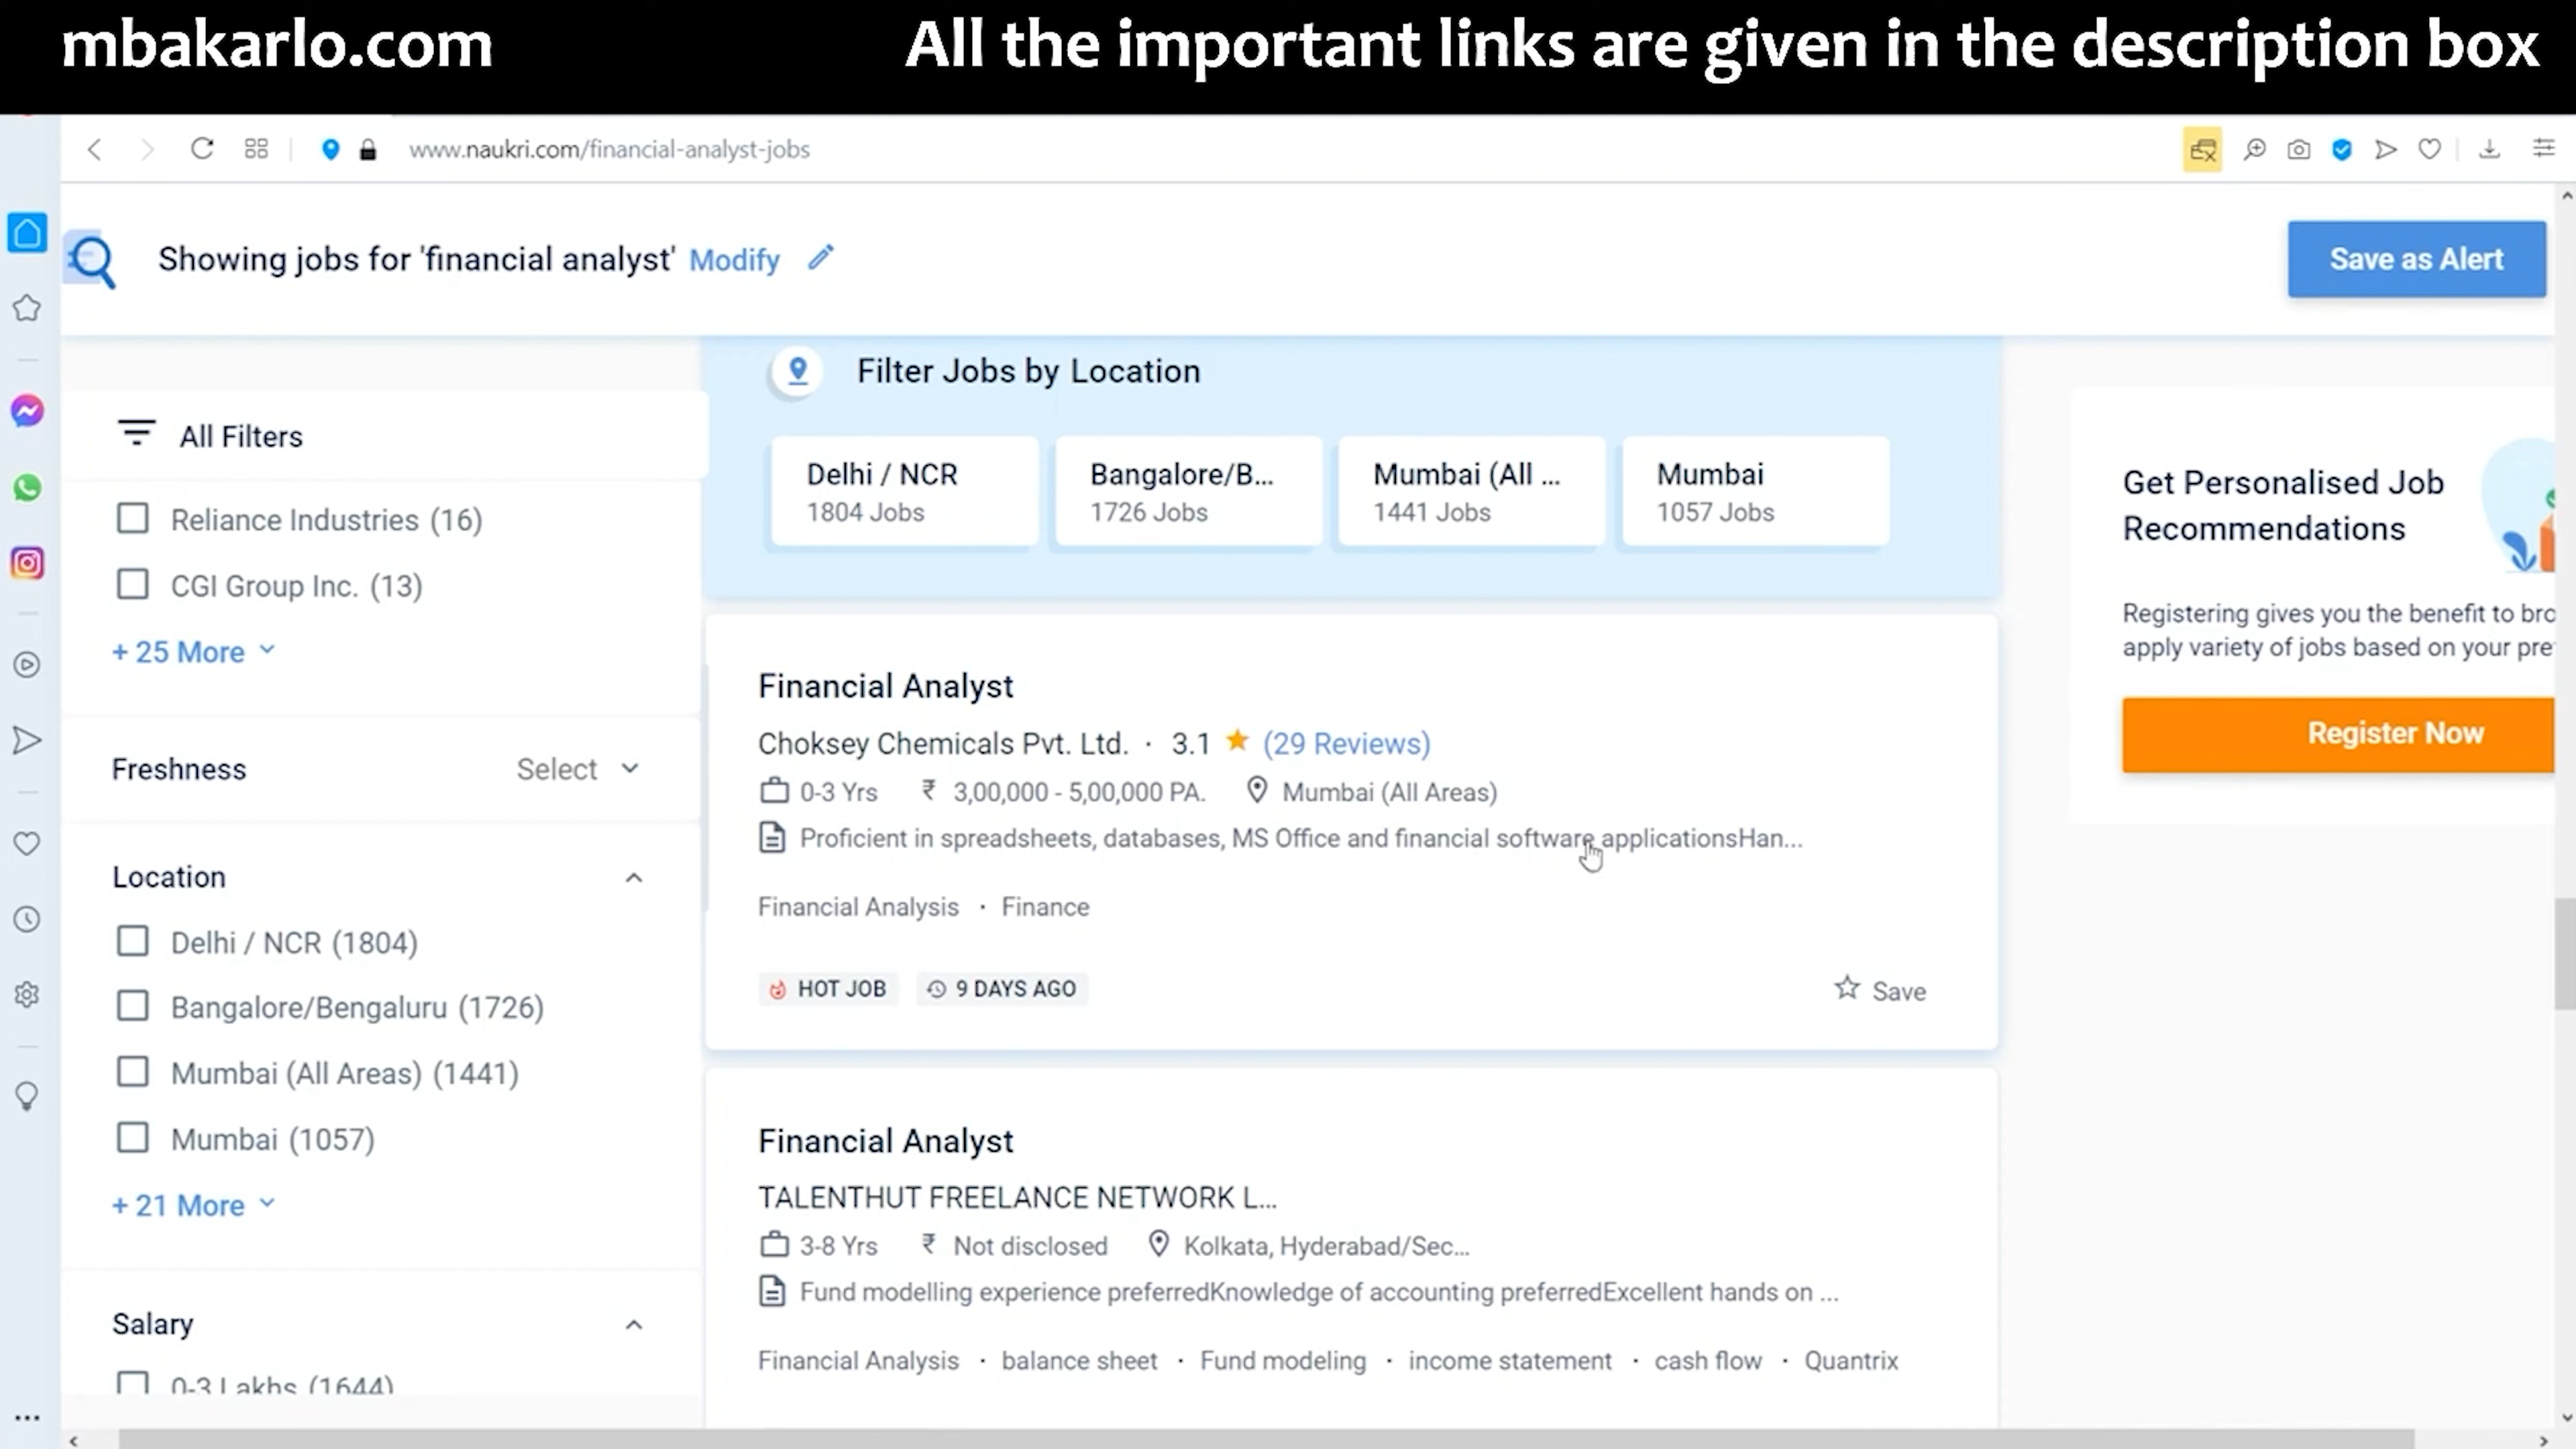 mbakarlo.com
All the important links are given in the description box
www.naukri.com/financial-analyst-jobs
Showing jobs for 'financial analyst' Modify
Save as Alert
All Filters
Reliance Industries (16)
CGI Group Inc. (13)
+ 25 More
Freshness Select
Location
Delhi / NCR (1804)
Bangalore/Bengaluru (1726)
Mumbai (All Areas) (1441)
Mumbai (1057)
+ 21 More
Salary
0-3 Lakhs (1644)
Filter Jobs by Location
Delhi / NCR
1804 Jobs
Bangalore/B...
1726 Jobs
Mumbai (All ...
1441 Jobs
Mumbai
1057 Jobs
Financial Analyst
Choksey Chemicals Pvt. Ltd. · 3.1 (29 Reviews)
0-3 Yrs ₹ 3,00,000 - 5,00,000 PA. Mumbai (All Areas)
Proficient in spreadsheets, databases, MS Office and financial software applicationsHan...
Financial Analysis · Finance
HOT JOB 9 DAYS AGO
Save
Financial Analyst
TALENTHUT FREELANCE NETWORK L...
3-8 Yrs ₹ Not disclosed Kolkata, Hyderabad/Sec...
Fund modelling experience preferredKnowledge of accounting preferredExcellent hands on ...
Financial Analysis · balance sheet · Fund modeling · income statement · cash flow · Quantrix
Get Personalised Job
Recommendations
Registering gives you the benefit to bro
apply variety of jobs based on your pre
Register Now